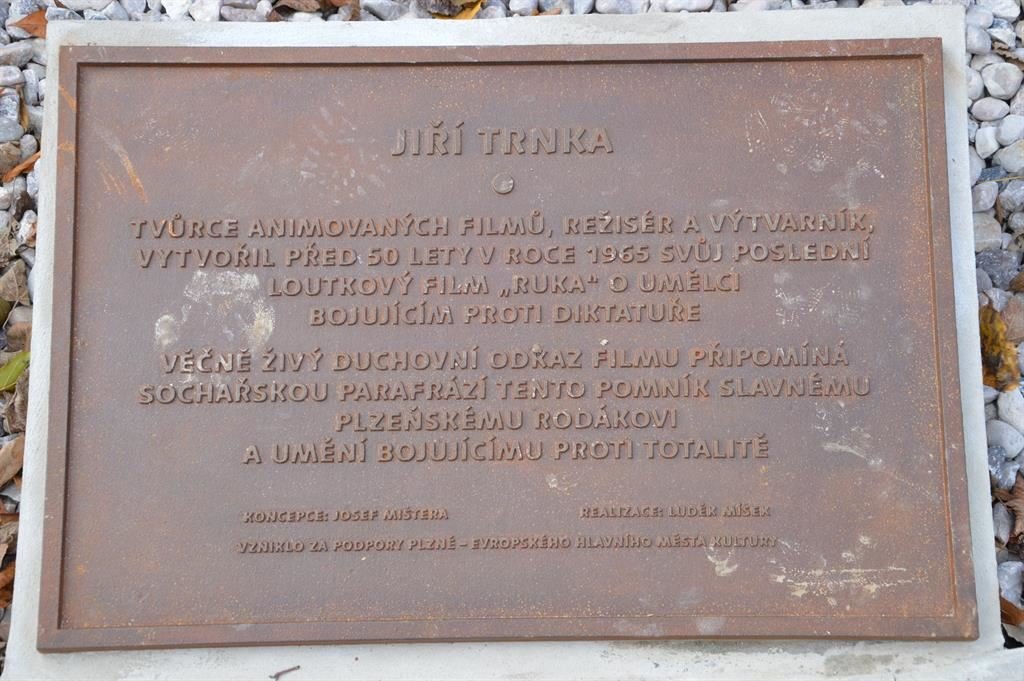 JIŘÍ TRNKA
TVŮRCE ANIMOVANÝCH FILMŮ, REŽISÉR A VÝTVARNÍK,
VYTVOŘIL PŘED 50 LETY V ROCE 1965 SVŮJ POSLEDNÍ
LOUTKOVÝ FILM „RUKA“ O UMĚLCI
BOJUJÍCÍM PROTI DIKTATUŘE
VĚČNĚ ŽIVÝ DUCHOVNÍ ODKAZ FILMU PŘIPOMÍNÁ
SOCHAŘSKOU PARAFRÁZÍ TENTO POMNÍK SLAVNÉMU
PLZEŇSKÉMU RODÁKOVI
A UMĚNÍ BOJUJÍCÍMU PROTI TOTALITĚ
KONCEPCE: JOSEF MIŠTERA REALIZACE: LUDĚK MÍŠEK
VZNIKLO ZA PODPORY PLZNĚ – EVROPSKÉHO HLAVNÍHO MĚSTA KULTURY